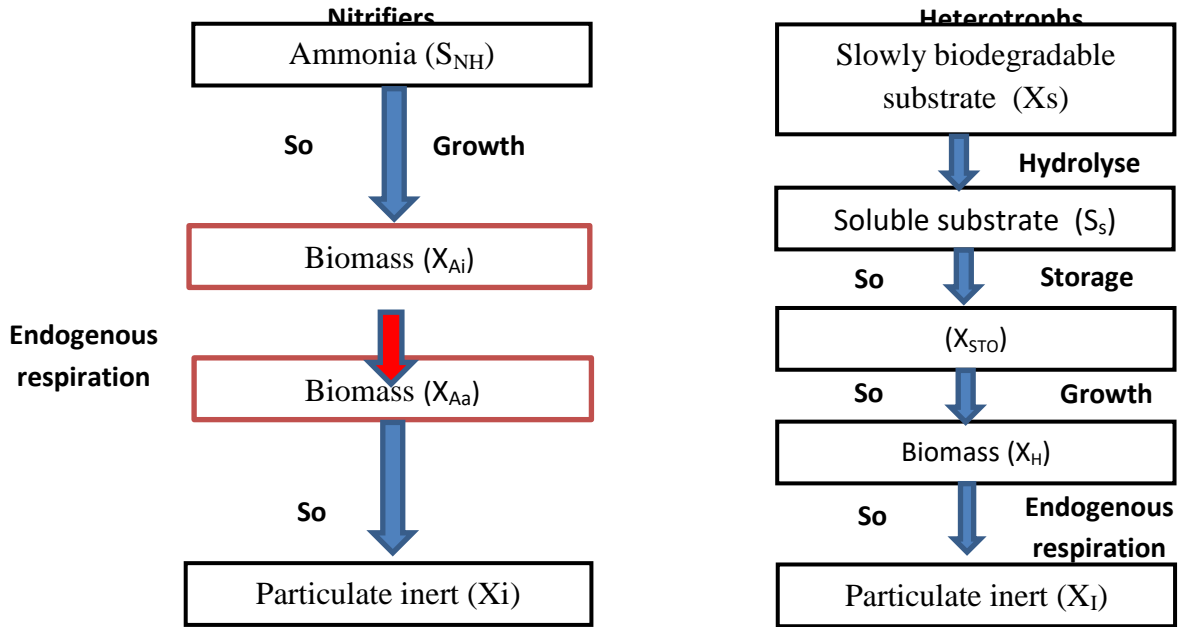 Nitrifiers
Ammonia (SNH)
So Growth
Biomass (XAi)
Endogenous
respiration
Biomass (XAa)
So
Particulate inert (Xi)
Heterotrophs
Slowly biodegradable
substrate (Xs)
Hydrolyse
Soluble substrate (Ss)
So Storage
(XSTO)
So Growth
Biomass (XH)
So Endogenous
respiration
Particulate inert (XI)